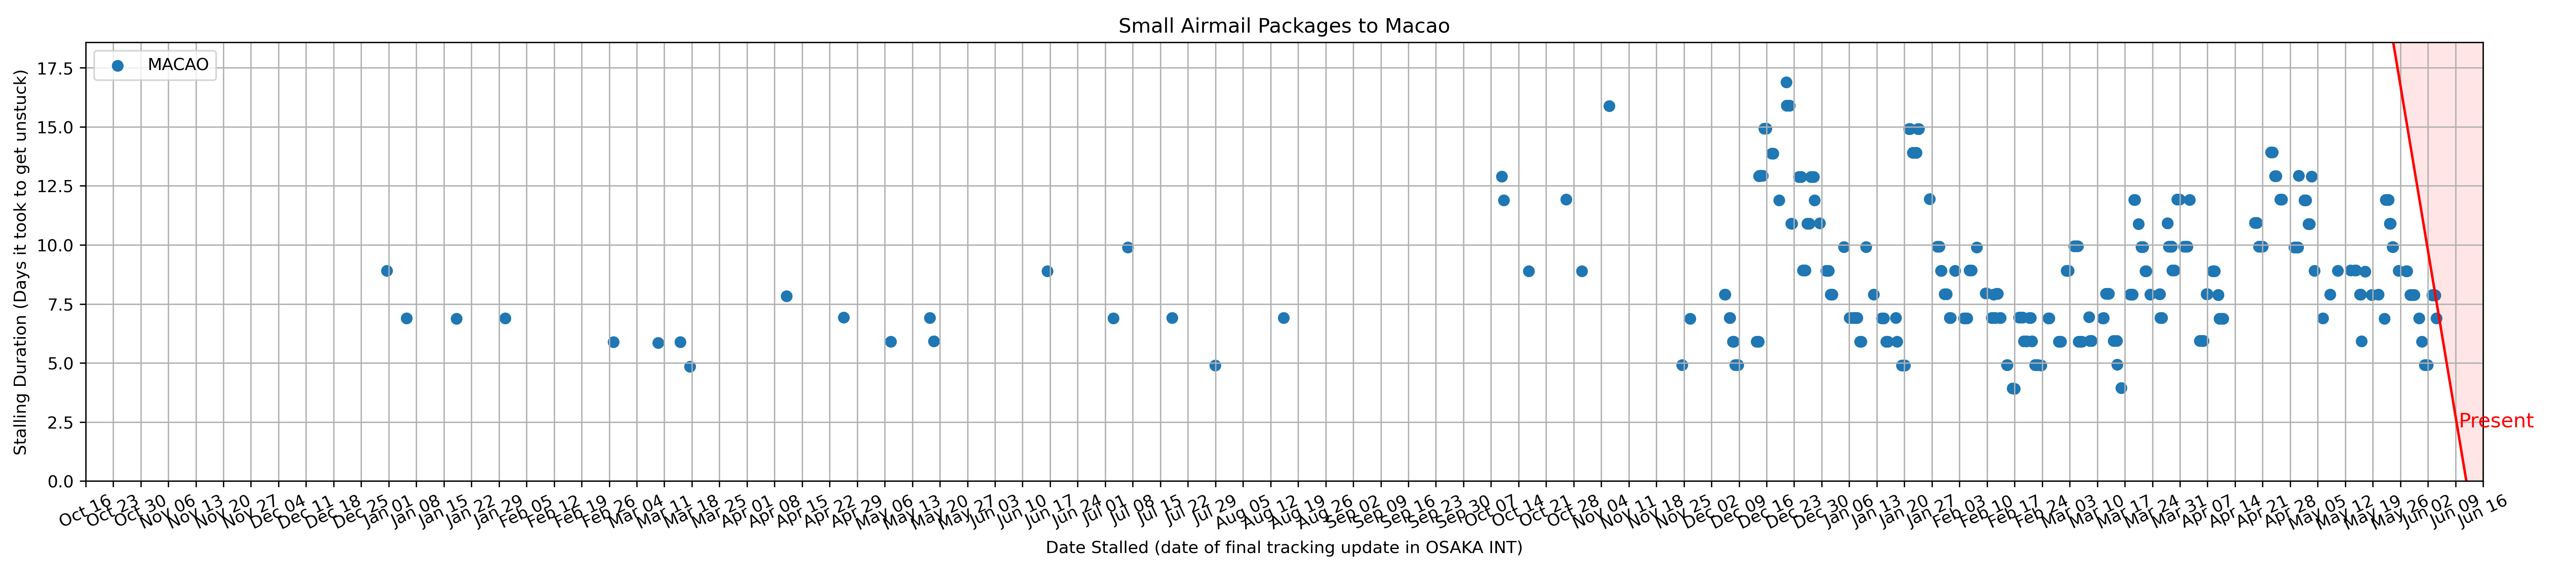 Small Airmail Packages to Macao
MACAO
Stalling Duration (Days it took to get unstuck)
17.5
15.0
12.5
10.0
7.5
5.0
2.5
0.0
Present
Oct 16 Oct 23 Oct 30 Nov 06 Nov 13 Nov 20 Nov 27 Dec 04 Dec 11 Dec 18 Dec 25 Jan 01 Jan 08 Jan 15 Jan 22 Jan 29 Feb 05 Feb 12 Feb 19 Feb 26 Mar 04 Mar 11 Mar 18 Mar 25 Apr 01 Apr 08 Apr 15 Apr 22 Apr 29 May 06 May 13 May 20 May 27 Jun 03 Jun 10 Jun 17 Jun 24 Jul 01 Jul 08 Jul 15 Jul 22 Jul 29 Aug 05 Aug 12 Aug 19 Aug 26 Sep 02 Sep 09 Sep 16 Sep 23 Sep 30 Oct 07 Oct 14 Oct 21 Oct 28 Nov 04 Nov 11 Nov 18 Nov 25 Dec 02 Dec 09 Dec 16 Dec 23 Dec 30 Jan 06 Jan 13 Jan 20 Jan 27 Feb 03 Feb 10 Feb 17 Feb 24 Mar 03 Mar 10 Mar 17 Mar 24 Mar 31 Apr 07 Apr 14 Apr 21 Apr 28 May 05 May 12 May 19 May 26 Jun 02 Jun 09 Jun 16
Date Stalled (date of final tracking update in OSAKA INT)